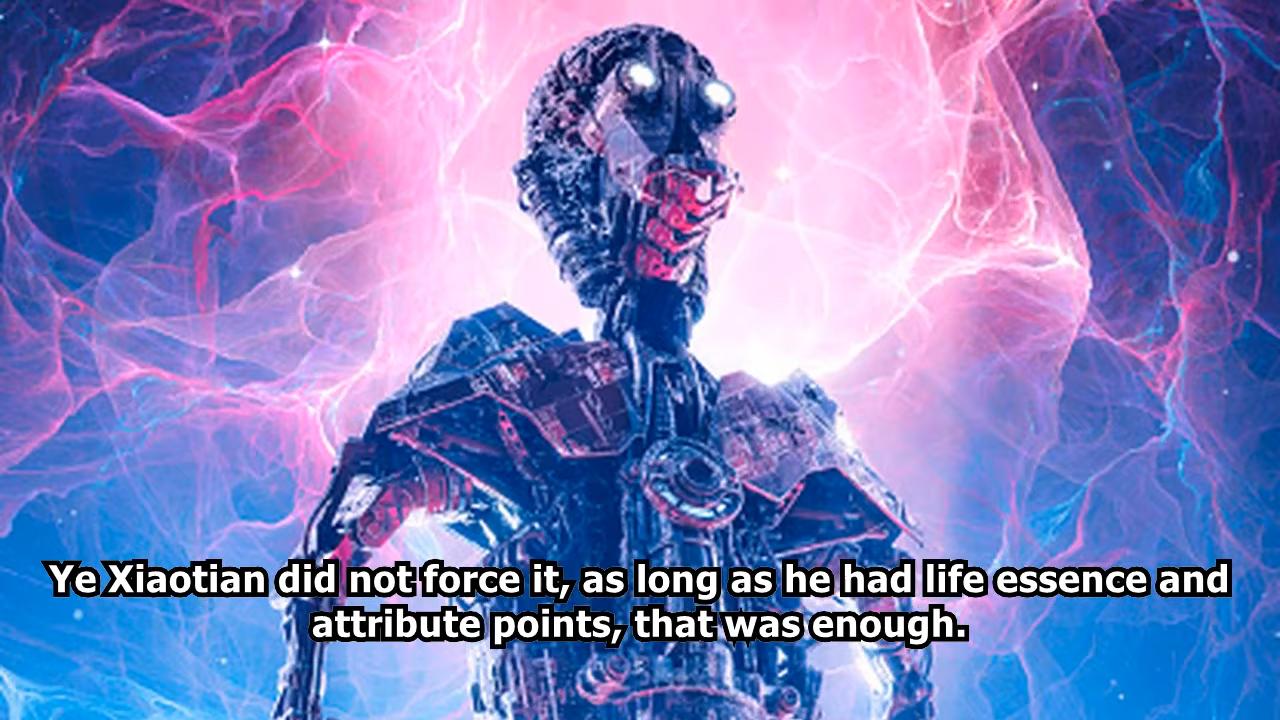 Ye Xiaotian did not force it, as long as he had life essence and
attribute points, that was enough.